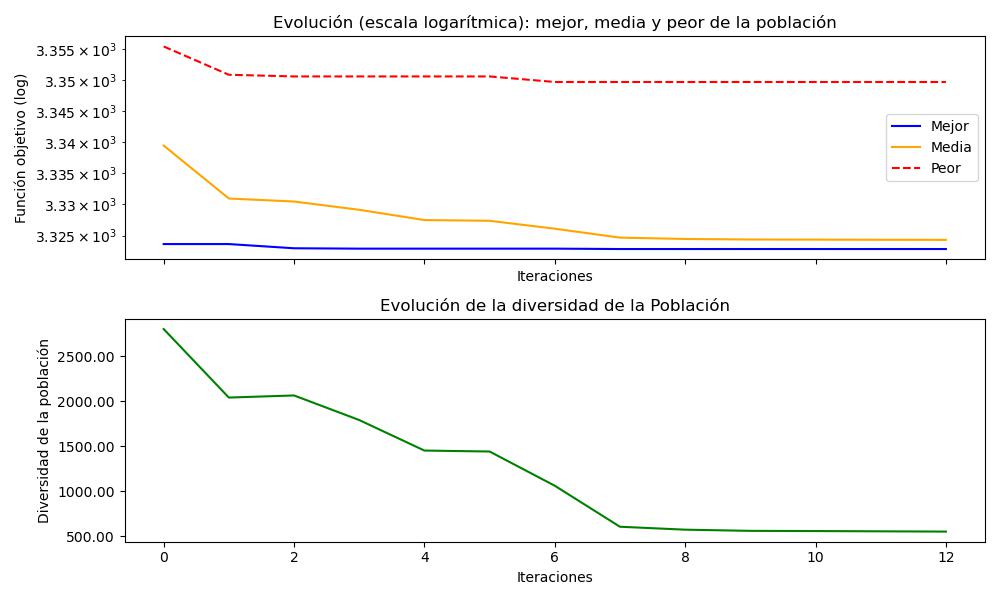 Evolución (escala logarítmica): mejor, media y peor de la población
Función objetivo (log)
3.355 × 10³
3.35 × 10³
3.345 × 10³
3.34 × 10³
3.335 × 10³
3.33 × 10³
3.325 × 10³
Mejor
Media
Peor
Iteraciones
Evolución de la diversidad de la Población
Diversidad de la población
2500.00
2000.00
1500.00
1000.00
500.00
0 2 4 6 8 10 12
Iteraciones